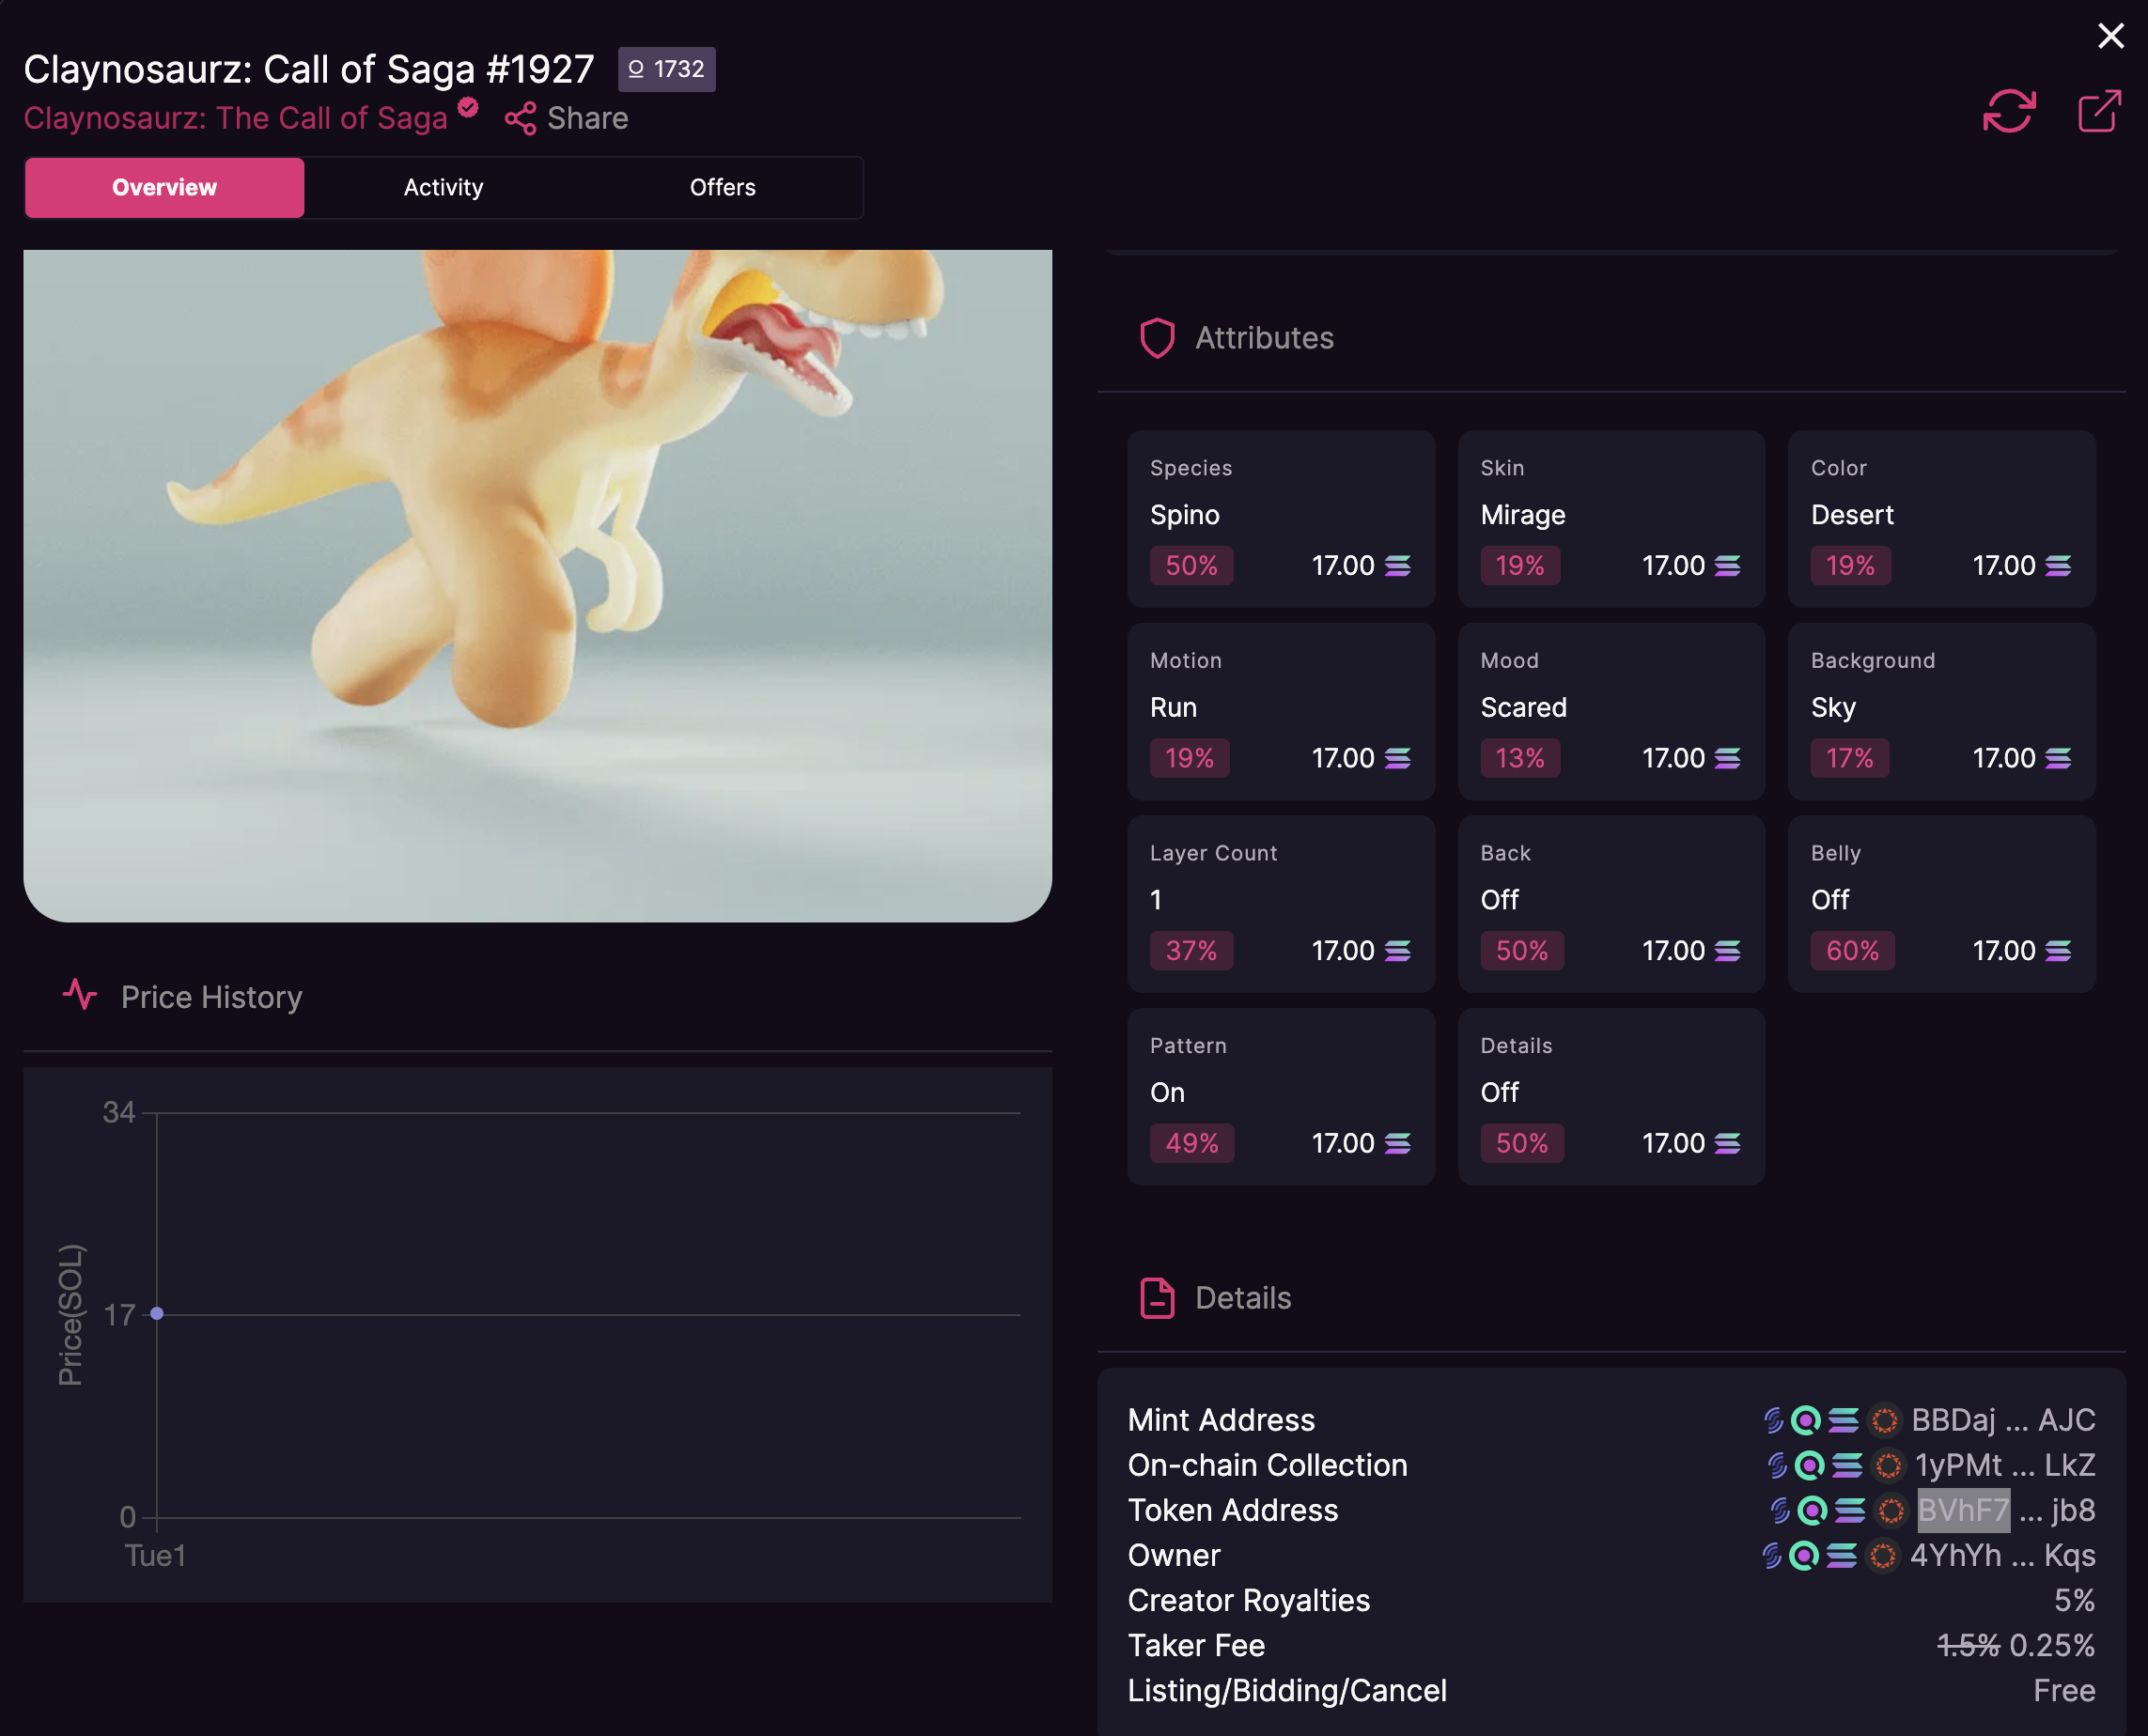 Claynosaurz: Call of Saga #1927 1732
Claynosaurz: The Call of Saga Share
Overview Activity Offers
Attributes
Species Skin Color
Spino Mirage Desert
50% 17.00 19% 17.00 19% 17.00
Motion Mood Background
Run Scared Sky
19% 17.00 13% 17.00 17% 17.00
Layer Count Back Belly
1 Off Off
37% 17.00 50% 17.00 60% 17.00
Pattern Details
On Off
49% 17.00 50% 17.00
Price History
34
17
0
Price(SOL)
Tue1
Details
Mint Address BBDaj ... AJC
On-chain Collection 1yPMt ... LkZ
Token Address BVhF7 ... jb8
Owner 4YhYh ... Kqs
Creator Royalties 5%
Taker Fee 1.5% 0.25%
Listing/Bidding/Cancel Free